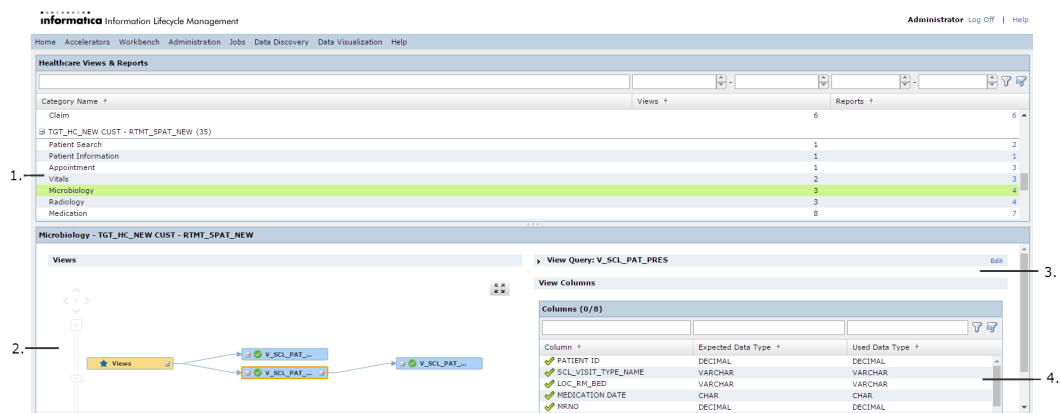 informatica Information Lifecycle Management
Administrator Log Off | Help
Home Accelerators Workbench Administration Jobs Data Discovery Data Visualization Help
Healthcare Views & Reports
- -
Category Name Views Reports
Claim 6 6
TGT_HC_NEW CUST - RTMT_5PAT_NEW (35)
Patient Search 1 2
Patient Information 1 1
Appointment 1 3
1. Vitals 2 3
Microbiology 3 4
Radiology 3 4
Medication 8 7
Microbiology - TGT_HC_NEW CUST - RTMT_5PAT_NEW
Views
View Query: V_SCL_PAT_PRES Edit
3.
View Columns
Columns (0/8)
Column Expected Data Type Used Data Type
2.
V_SCL_PAT_...
Views
V_SCL_PAT_...
V_SCL_PAT_...
PATIENT ID DECIMAL DECIMAL
SCL_VISIT_TYPE_NAME VARCHAR VARCHAR
LOC_RM_BED VARCHAR VARCHAR
4.
MEDICATION DATE CHAR CHAR
MRNO DECIMAL DECIMAL